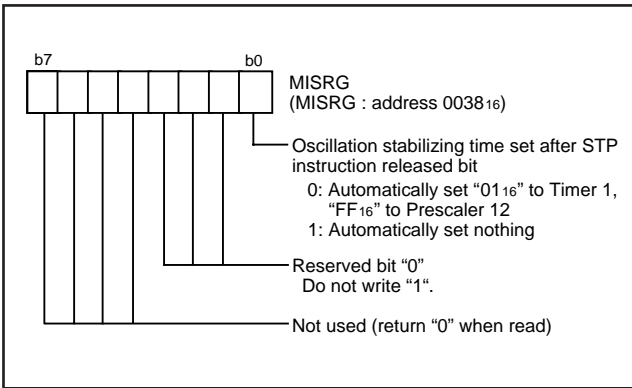 b7 b0
MISRG
(MISRG : address 003816)
Oscillation stabilizing time set after STP
instruction released bit
0: Automatically set “0116” to Timer 1,
“FF16” to Prescaler 12
1: Automatically set nothing
Reserved bit “0”
Do not write “1“.
Not used (return “0” when read)